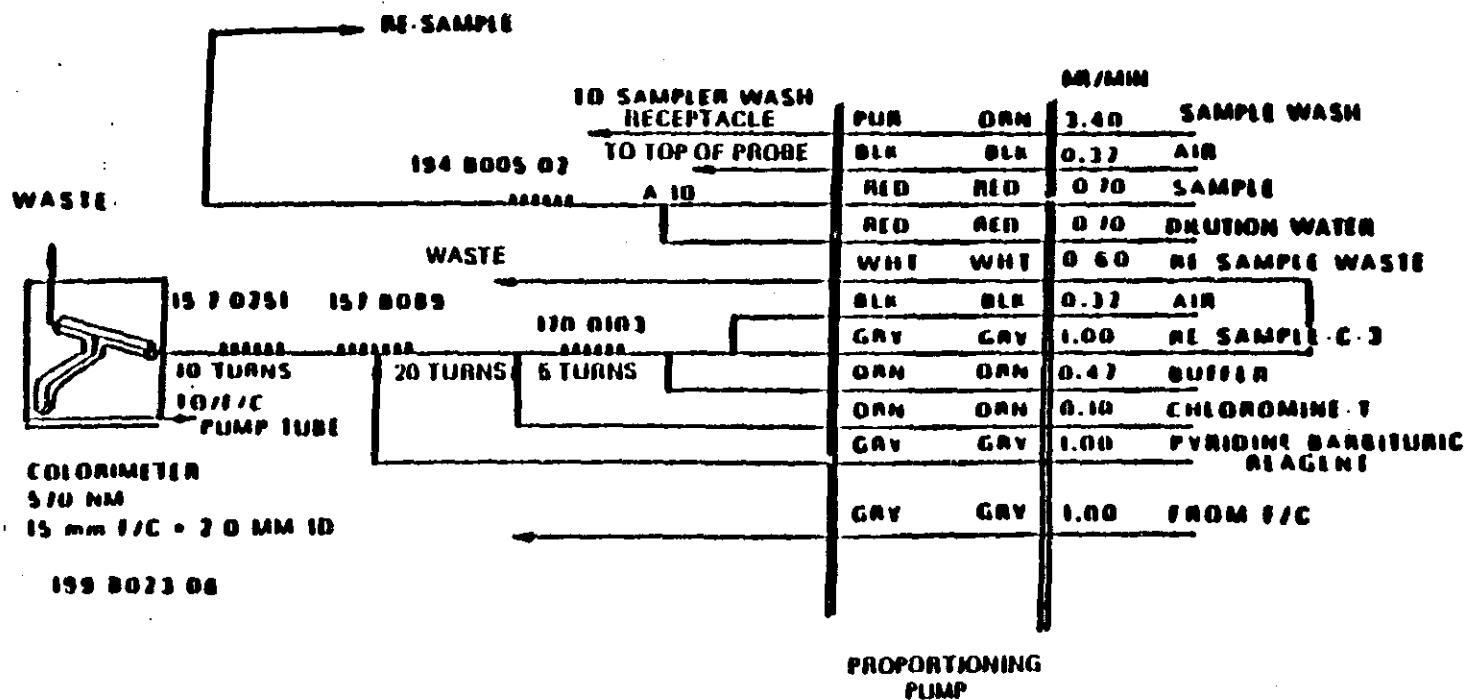 RE-SAMPLE
ML/MIN
TO SAMPLER WASH
RECEPTACLE
PUR ORN 3.40 SAMPLE WASH
TO TOP OF PROBE
BLK BLK 0.32 AIR
194 B005 02
A 10
RED RED 0 70 SAMPLE
WASTE
RED RED 0 70 DILUTION WATER
WASTE
WHT WHT 0 60 RE SAMPLE WASTE
15 7 0251
157 B089
BLK BLK 0.32 AIR
170 0103
GRY GRY 1.00 RE SAMPLE-C-3
10 TURNS
20 TURNS
5 TURNS
ORN ORN 0.42 BUFFER
TO/F/C
PUMP TUBE
ORN ORN 0.10 CHLOROMINE-T
GRY GRY 1.00 PYRIDINE BARBITURIC
REAGENT
COLORIMETER
570 NM
15 mm F/C • 2 0 MM ID
GRY GRY 1.00 FROM F/C
199 B023 06
PROPORTIONING
PUMP